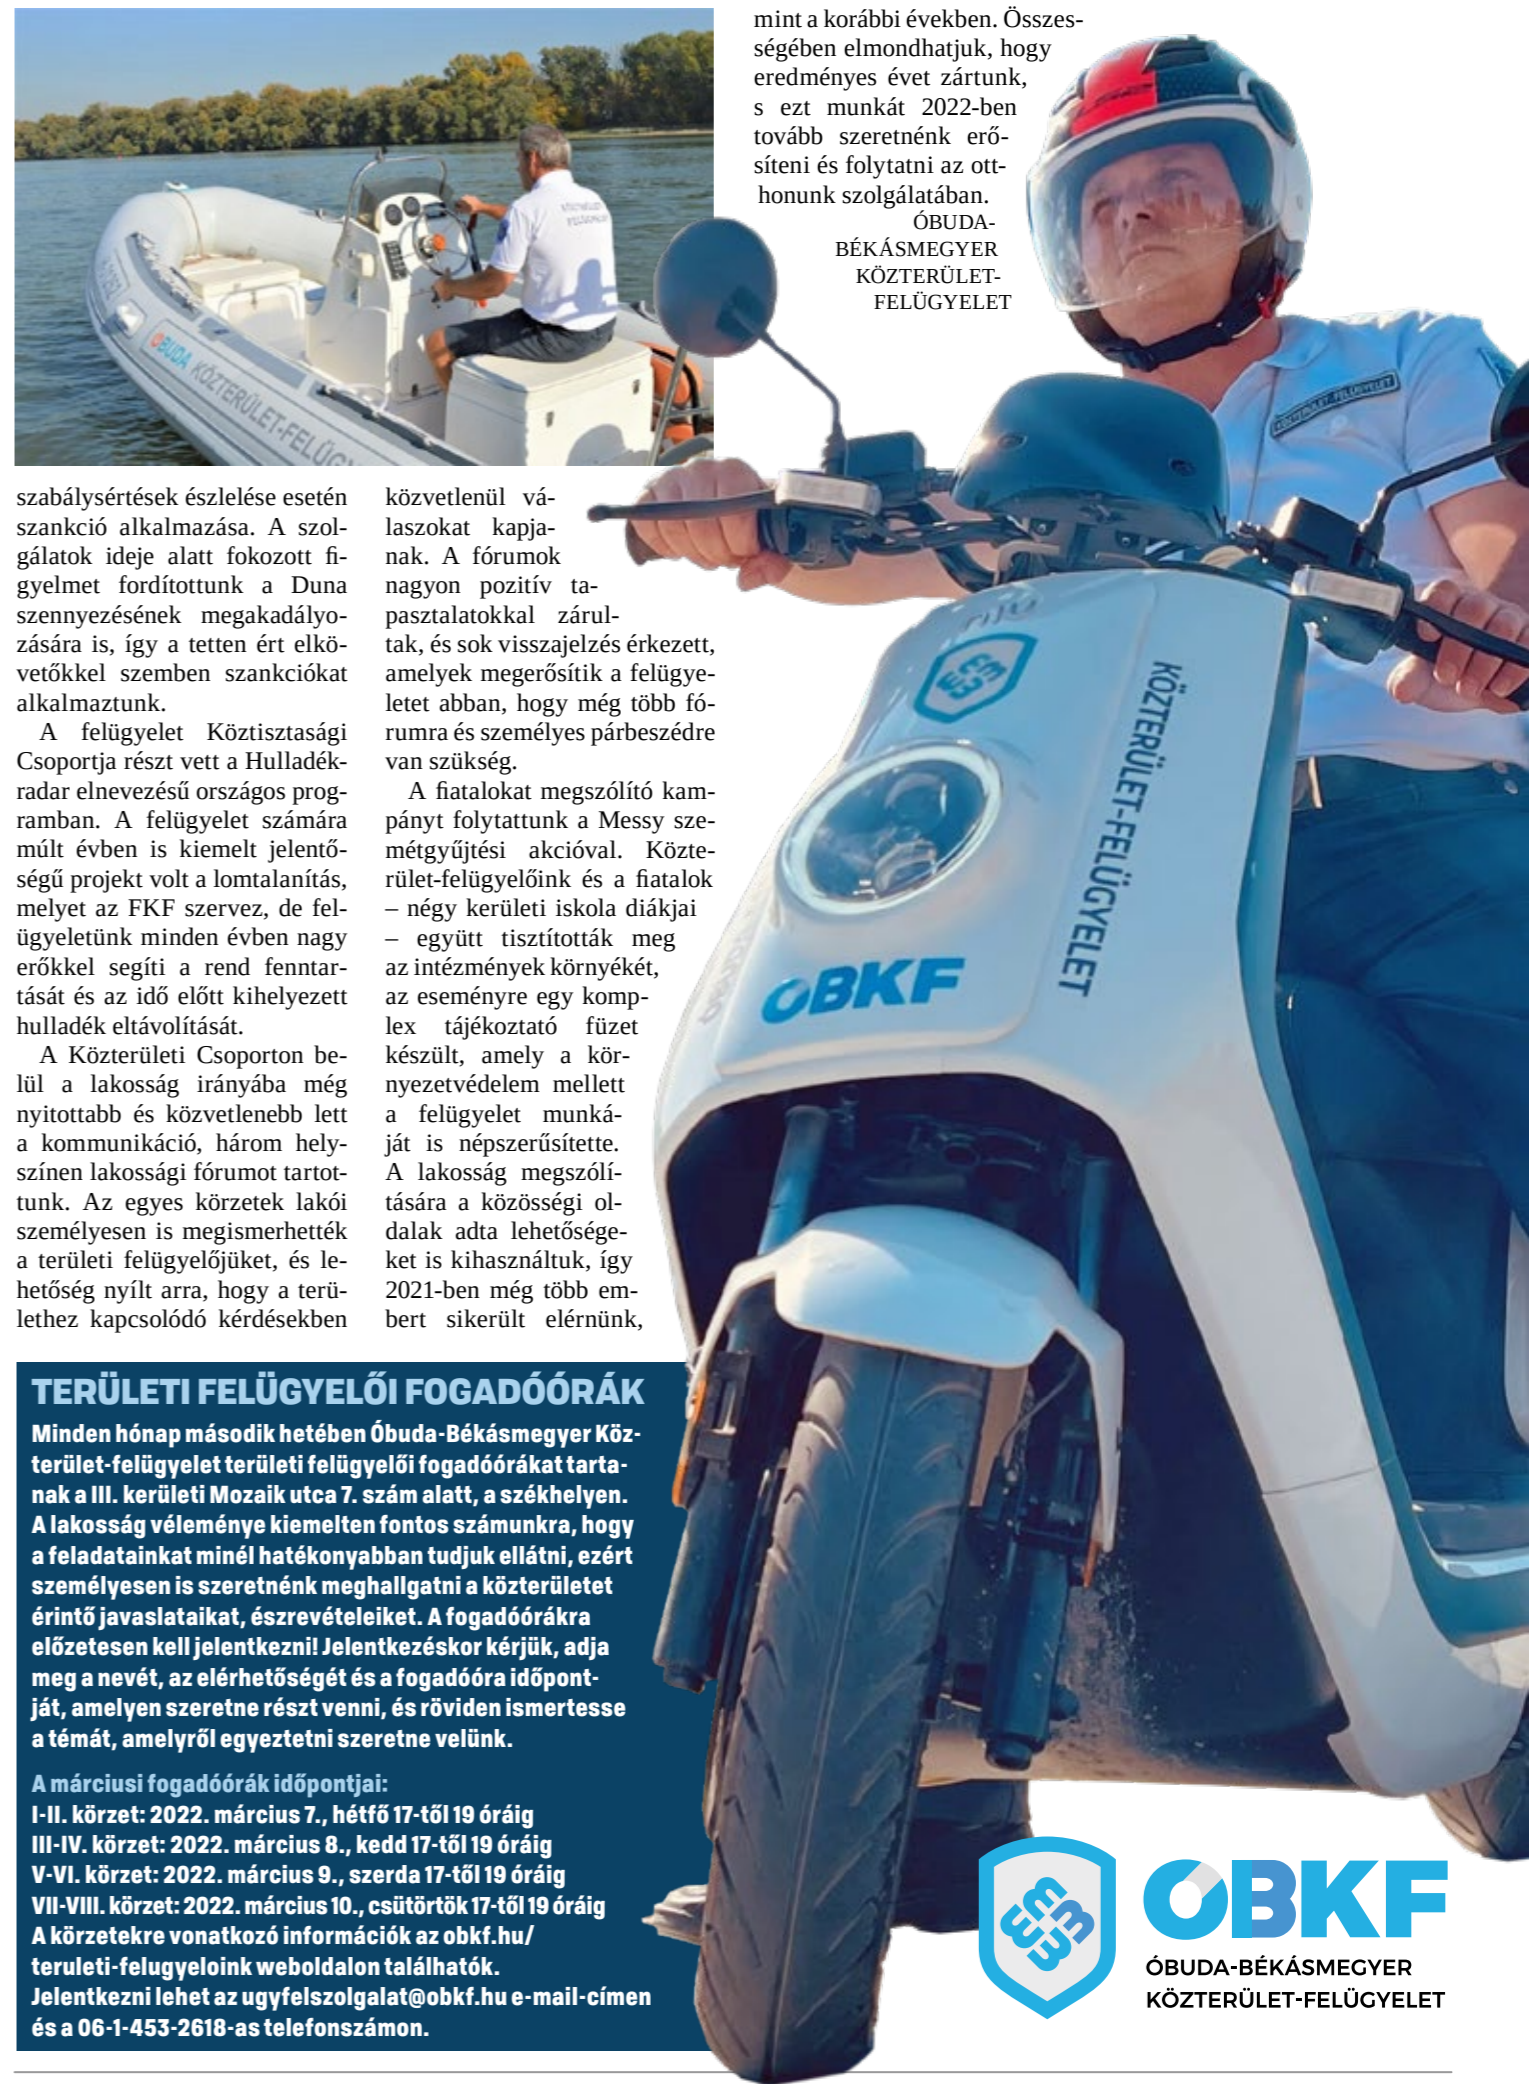 KÖZTERÜLET
FELÜGYELET
ÓBUDA KÖZTERÜLET-FELÜGY
szabálysértések észlelése esetén
szankció alkalmazása. A szol-
gálatok ideje alatt fokozott fi-
gyelmet fordítottunk a Duna
szennyezésének megakadályo-
zására is, így a tetten ért elkö-
vetőkkel szemben szankciókat
alkalmaztunk.
A felügyelet Köztisztasági
Csoportja részt vett a Hulladék-
radar elnevezésű országos prog-
ramban. A felügyelet számára
múlt évben is kiemelt jelentő-
ségű projekt volt a lomtalanítás,
melyet az FKF szervez, de fel-
ügyeletünk minden évben nagy
erőkkel segíti a rend fenntar-
tását és az idő előtt kihelyezett
hulladék eltávolítását.
A Közterületi Csoporton be-
lül a lakosság irányába még
nyitottabb és közvetlenebb lett
a kommunikáció, három hely-
színen lakossági fórumot tartot-
tunk. Az egyes körzetek lakói
személyesen is megismerhették
a területi felügyelőjüket, és le-
hetőség nyílt arra, hogy a terü-
lethez kapcsolódó kérdésekben
közvetlenül vá-
laszokat kapja-
nak. A fórumok
nagyon pozitív ta-
pasztalatokkal zárul-
tak, és sok visszajelzés érkezett,
amelyek megerősítik a felügye-
letet abban, hogy még több fó-
rumra és személyes párbeszédre
van szükség.
A fiatalokat megszólító kam-
pányt folytattunk a Messy sze-
métgyűjtési akcióval.Közte-
rület-felügyelőink és a fiatalok
– négy kerületi iskola diákjai
– együtt tisztították meg
az intézmények környékét,
az eseményre egy komp-
lex tájékoztató füzet
készült, amely a kör-
nyezetvédelem mellett
a felügyelet munká-
ját is népszerűsítette.
A lakosság megszólí-
tására a közösségi ol-
dalak adta lehetősége-
ket is kihasználtuk, így
2021-ben még több em-
bert sikerült elérnünk,
mint a korábbi években. Összes-
ségében elmondhatjuk, hogy
eredményes évet zártunk,
s ezt munkát 2022-ben
tovább szeretnénk erő-
síteni és folytatni az ott-
honunk szolgálatában.
ÓBUDA-
BÉKÁSMEGYER
KÖZTERÜLET-
FELÜGYELET
KÖZTERÜLET-FELÜGYELET
niu
KÖZTERÜLET-FELÜGYELET
OBKF
TERÜLETI FELÜGYELŐI FOGADÓÓRÁK
Minden hónap második hetében Óbuda-Békásmegyer Köz-
terület-felügyelet területi felügyelői fogadóórákat tarta-
nak a III. kerületi Mozaik utca 7. szám alatt, a székhelyen.
A lakosság véleménye kiemelten fontos számunkra, hogy
a feladatainkat minél hatékonyabban tudjuk ellátni, ezért
személyesen is szeretnénk meghallgatni a közterületet
érintő javaslataikat, észrevételeiket. A fogadóórákra
előzetesen kell jelentkezni! Jelentkezéskor kérjük, adja
meg a nevét, az elérhetőségét és a fogadóóra időpont-
ját, amelyen szeretne részt venni, és röviden ismertesse
a témát, amelyről egyeztetni szeretne velünk.
A márciusi fogadóórák időpontjai:
I-II. körzet: 2022. március 7., hétfő 17-től 19 óráig
III-IV. körzet: 2022. március 8., kedd 17-től 19 óráig
V-VI. körzet: 2022. március 9., szerda 17-től 19 óráig
VII-VIII. körzet: 2022. március 10., csütörtök 17-től 19 óráig
A körzetekre vonatkozó információk az obkf.hu/
teruleti-felugyeloink weboldalon találhatók.
Jelentkezni lehet az ugyfelszolgalat@obkf.hu e-mail-címen
és a 06-1-453-2618-as telefonszámon.
OBKF
ÓBUDA-BÉKÁSMEGYER
KÖZTERÜLET-FELÜGYELET